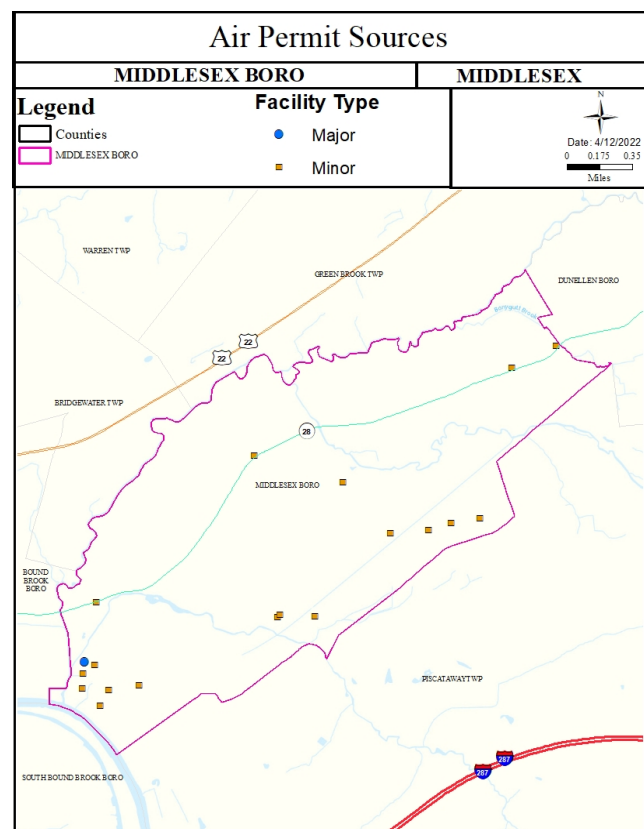 Air Permit Sources
MIDDLESEX BORO
MIDDLESEX
Legend
Counties
MIDDLESEX BORO
Facility Type
Major
Minor
N
Date: 4/12/2022
0 0.175 0.35
Miles
WARREN TWP
GREEN BROOK TWP
DUNELLEN BORO
22
22
BRIDGEWATER TWP
28
MIDDLESEX BORO
BOUND
BROOK
BORO
PISCATAWAY TWP
SOUTH BOUND BROOK BORO
287
287